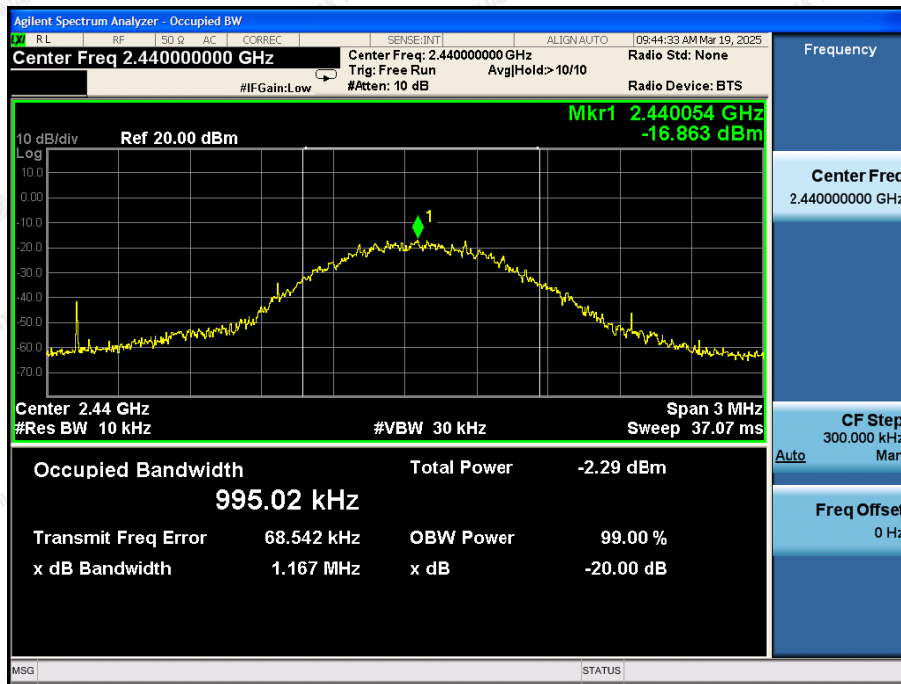 Agilent Spectrum Analyzer - Occupied BW
LXI RL RF 50 Ω AC CORREC SENSE:INT ALIGN AUTO 09:44:33 AM Mar 19, 2025
Center Freq 2.440000000 GHz
Center Freq: 2.440000000 GHz
Radio Std: None
Trig: Free Run Avg|Hold:> 10/10
#IFGain:Low #Atten: 10 dB Radio Device: BTS
Frequency
Mkr1 2.440054 GHz
-16.863 dBm
10 dB/div Ref 20.00 dBm
Log
10.0
0.00
-10.0
-20.0
-30.0
-40.0
-50.0
-60.0
-70.0
1
Center 2.44 GHz Span 3 MHz
#Res BW 10 kHz #VBW 30 kHz Sweep 37.07 ms
Occupied Bandwidth Total Power -2.29 dBm
995.02 kHz
Transmit Freq Error 68.542 kHz OBW Power 99.00 %
x dB Bandwidth 1.167 MHz x dB -20.00 dB
Center Freq
2.440000000 GHz
CF Step
300.000 kHz
Auto Man
Freq Offset
0 Hz
MSG STATUS